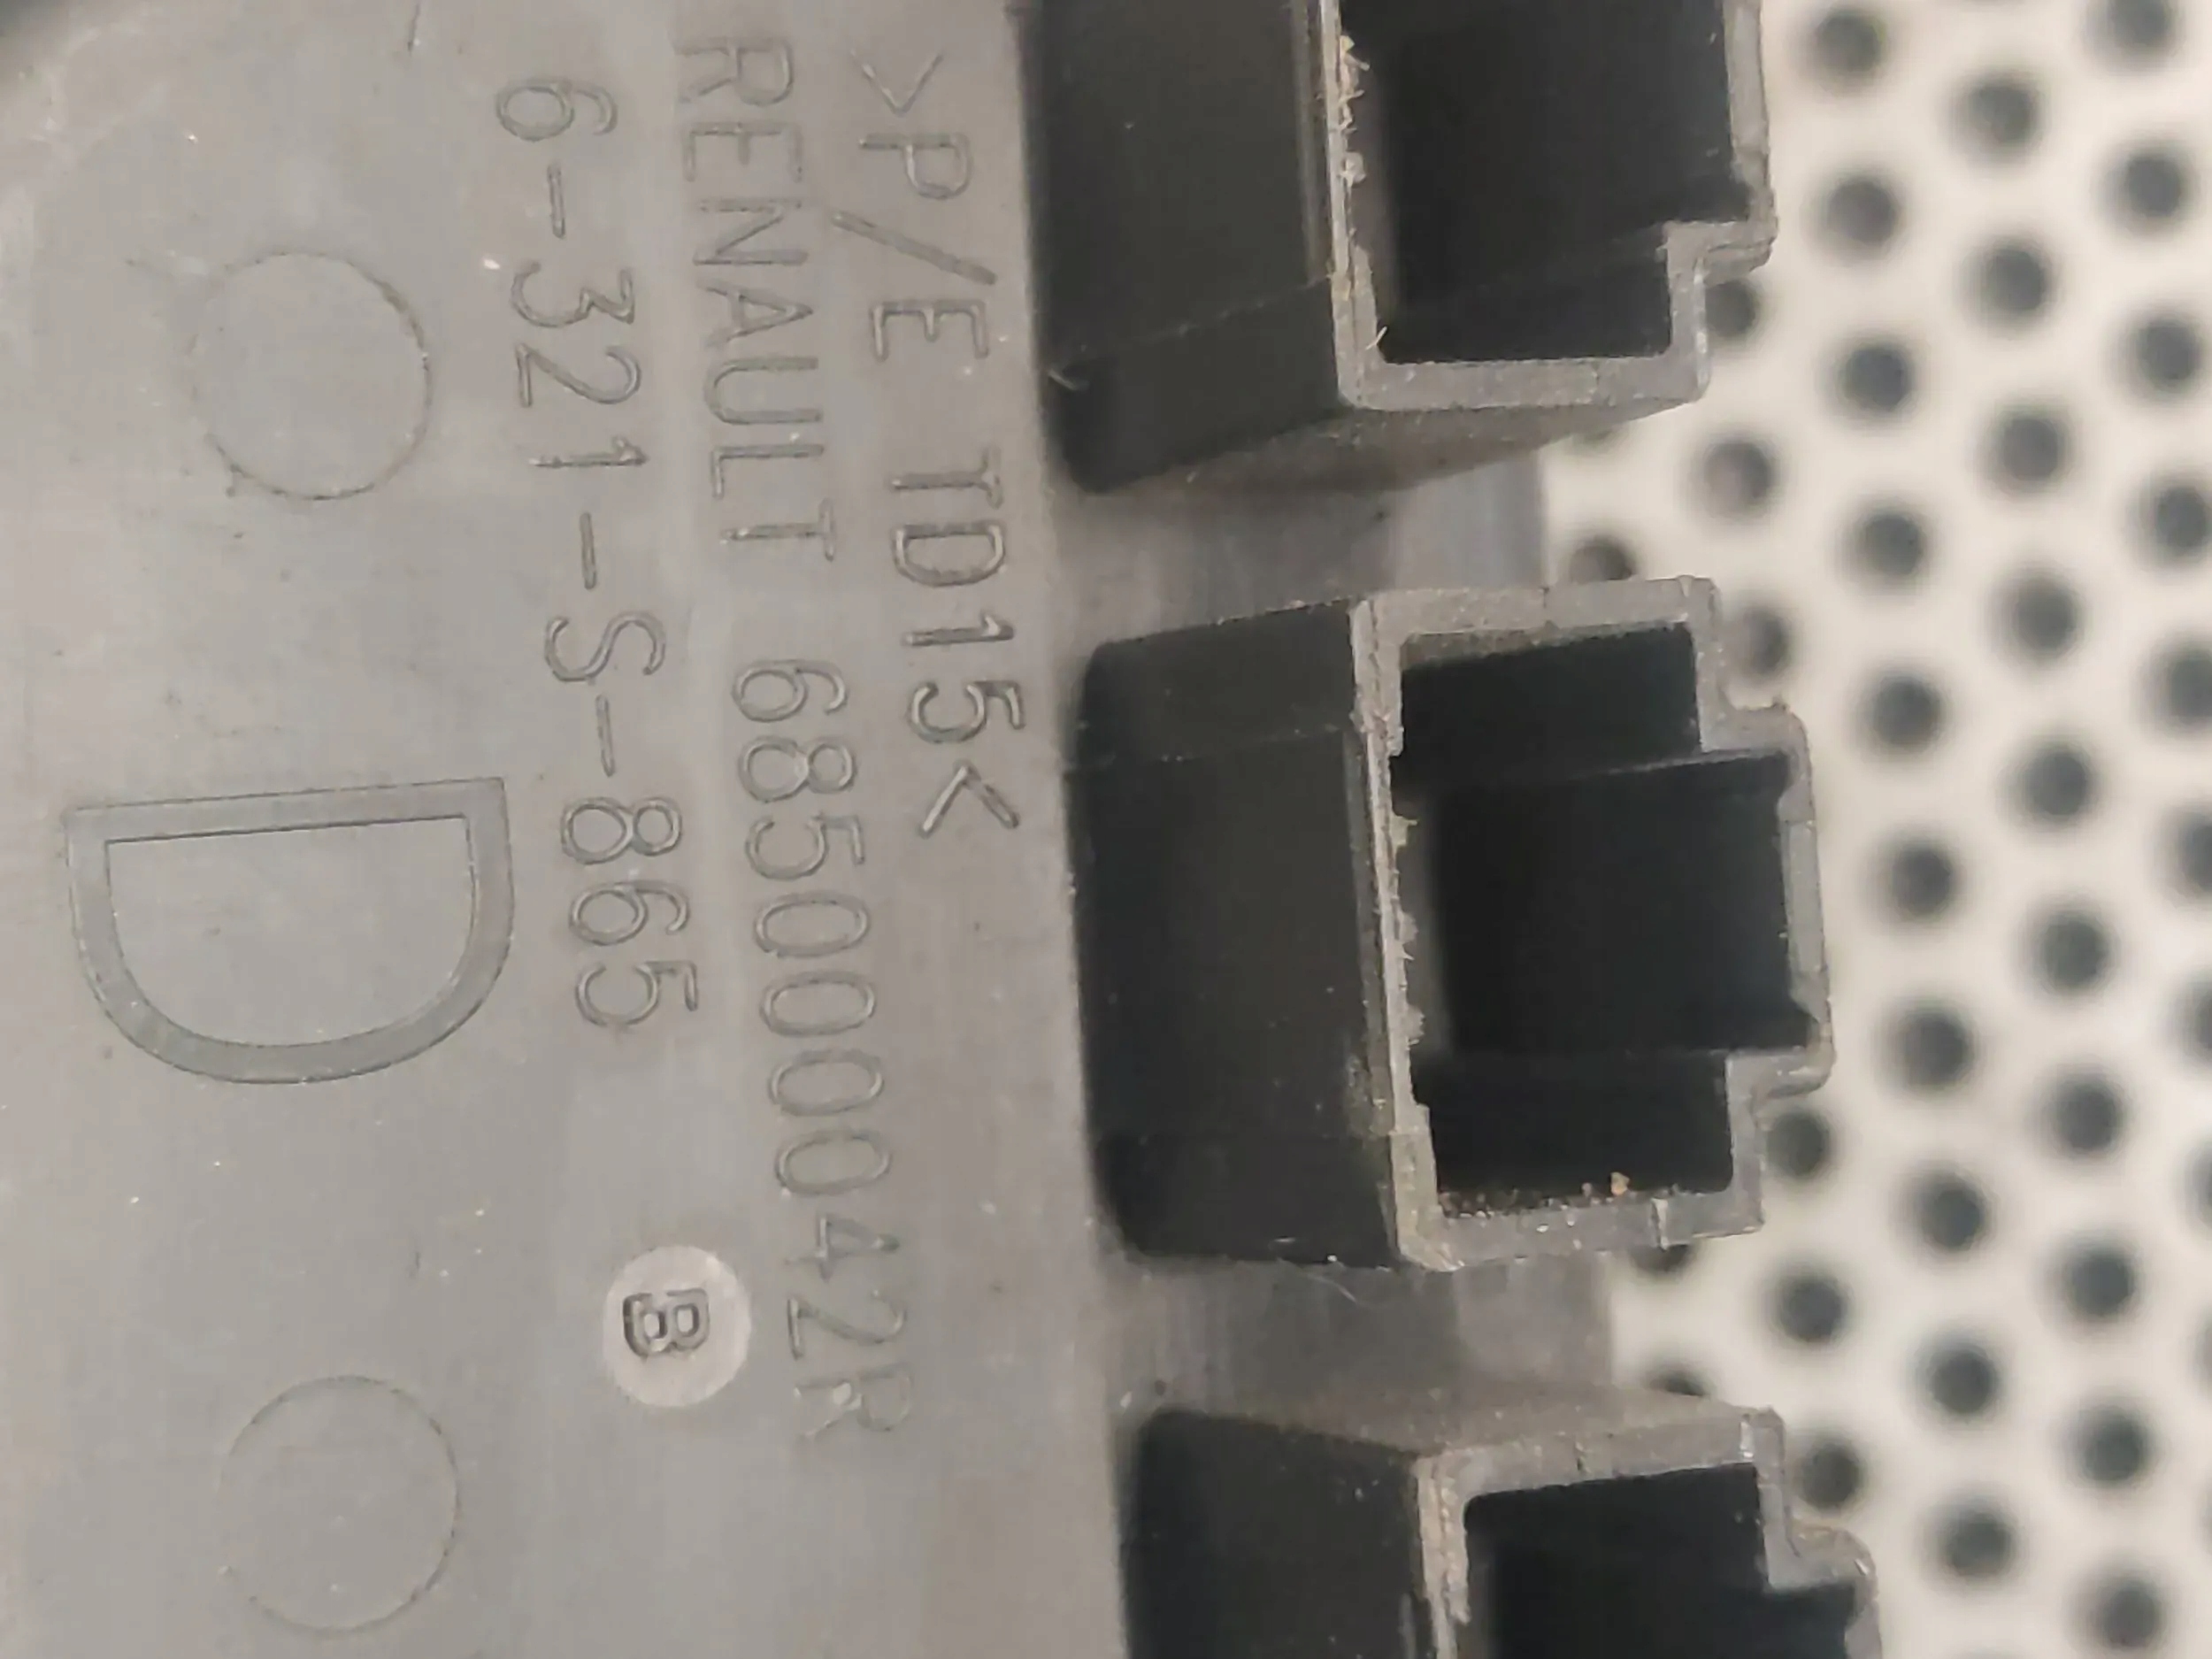 >P/E TD15<
RENAULT 685000042R
6-321-S-865
B
D